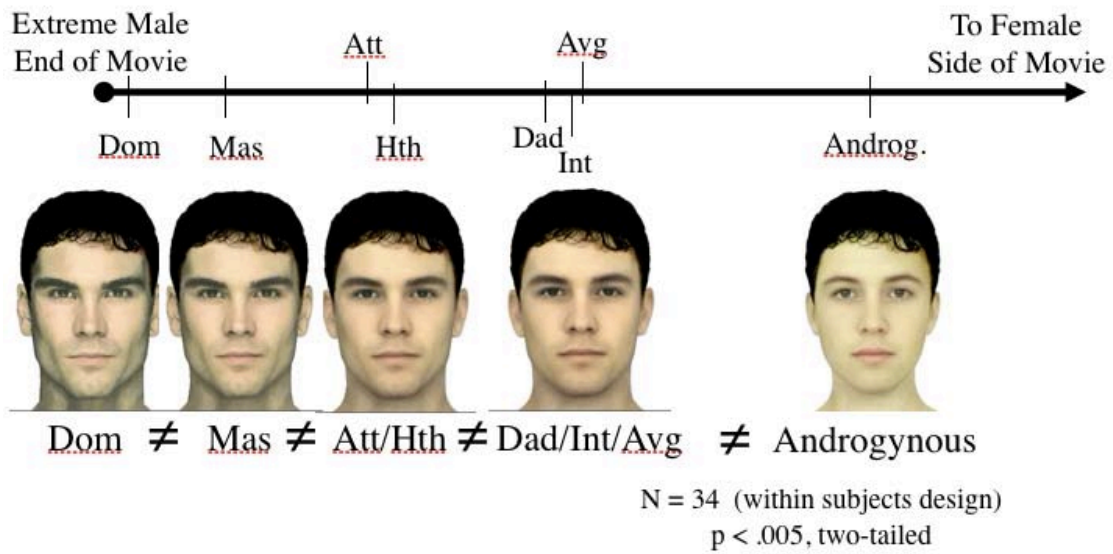 Extreme Male
End of Movie
Att
Avg
To Female
Side of Movie
Dom
Mas
Hth
Dad
Int
Androg.
Dom ≠ Mas ≠ Att/Hth ≠ Dad/Int/Avg ≠ Androgynous
N = 34 (within subjects design)
p < .005, two-tailed